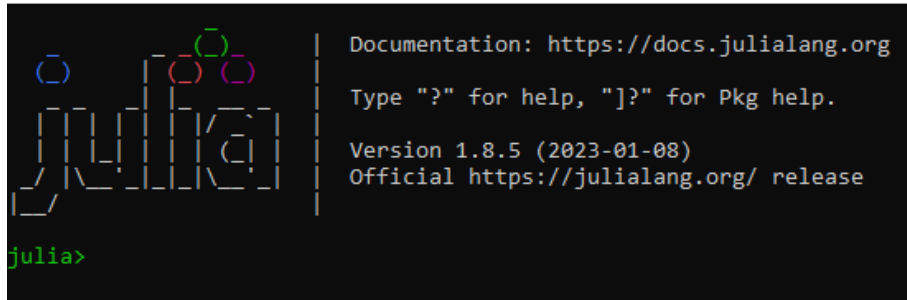 julia
Documentation: https://docs.julialang.org
Type "?" for help, "]?" for Pkg help.
Version 1.8.5 (2023-01-08)
Official https://julialang.org/ release
julia>